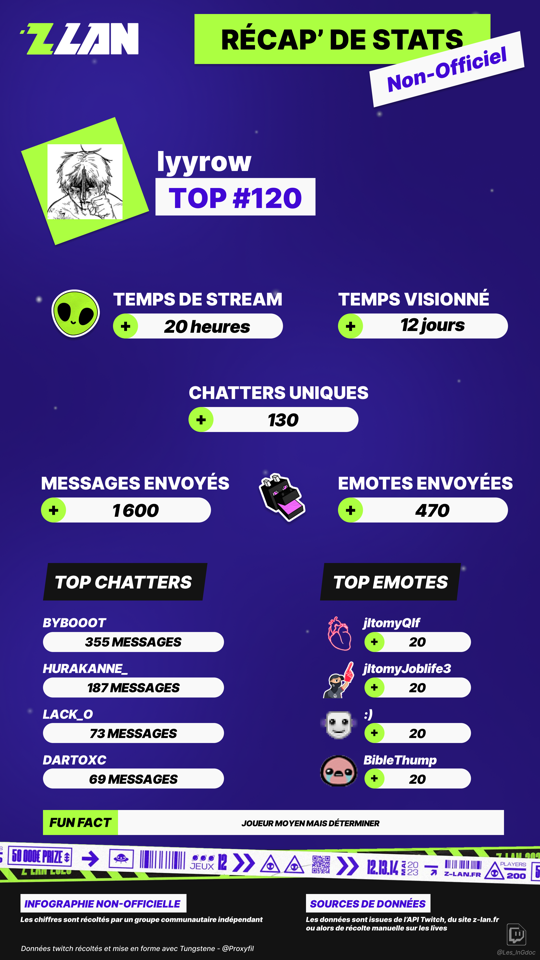 Z LAN
RÉCAP' DE STATS
Non-Officiel
lyyrow
TOP #120
TEMPS DE STREAM
TEMPS VISIONNÉ
+ 20 heures
+ 12 jours
CHATTERS UNIQUES
+ 130
MESSAGES ENVOYÉS
EMOTES ENVOYÉES
+ 1 600
+ 470
TOP CHATTERS
TOP EMOTES
BYBOOOT
355 MESSAGES
HURAKANNE_
187 MESSAGES
LACK_O
73 MESSAGES
DARTOXC
69 MESSAGES
jltomyQlf
+ 20
jltomyJoblife3
+ 20
:)
+ 20
BibleThump
+ 20
FUN FACT
JOUEUR MOYEN MAIS DÉTERMINER
50 000€ PRIZE
JEUX 12
12.13.14 MAI 2023
Z-LAN.FR
PLAYERS 200
Z LAN 2023
INFOGRAPHIE NON-OFFICIELLE
Les chiffres sont récoltés par un groupe communautaire indépendant
SOURCES DE DONNÉES
Les données sont issues de l'API Twitch, du site z-lan.fr
ou alors de récolte manuelle sur les lives
Données twitch récoltés et mise en forme avec Tungstene - @Proxyfil
@Les_InGdoc